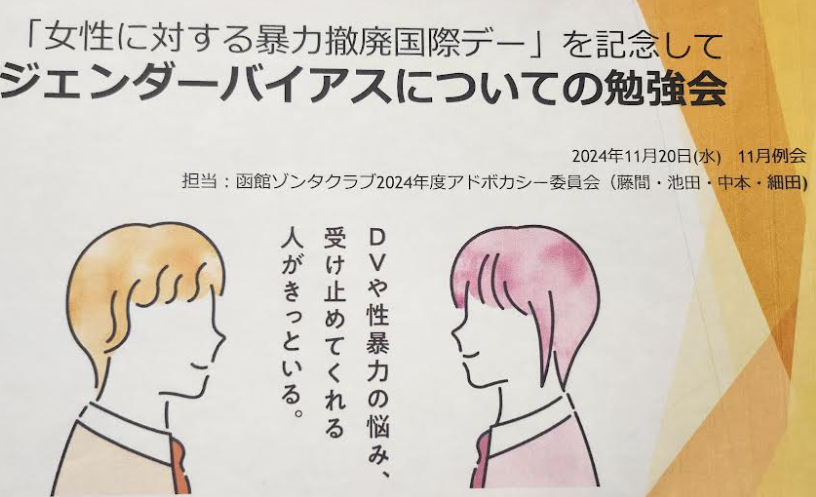 「女性に対する暴力撤廃国際デー」を記念して
ジェンダーバイアスについての勉強会
2024年11月20日(水) 11月例会
担当：函館ゾンタクラブ2024年度アドボカシー委員会（藤間・池田・中本・細田)
DVや性暴力の悩み、
受け止めてくれる
人がきっといる。